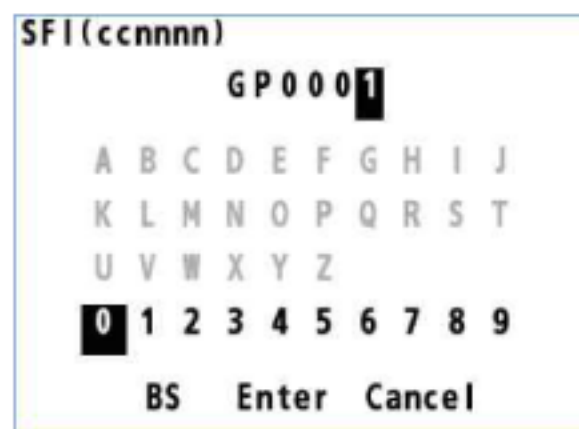 SFI(ccnnnn)
GP0001
A B C D E F G H I J
K L M N O P Q R S T
U V W X Y Z
0 1 2 3 4 5 6 7 8 9
BS Enter Cancel